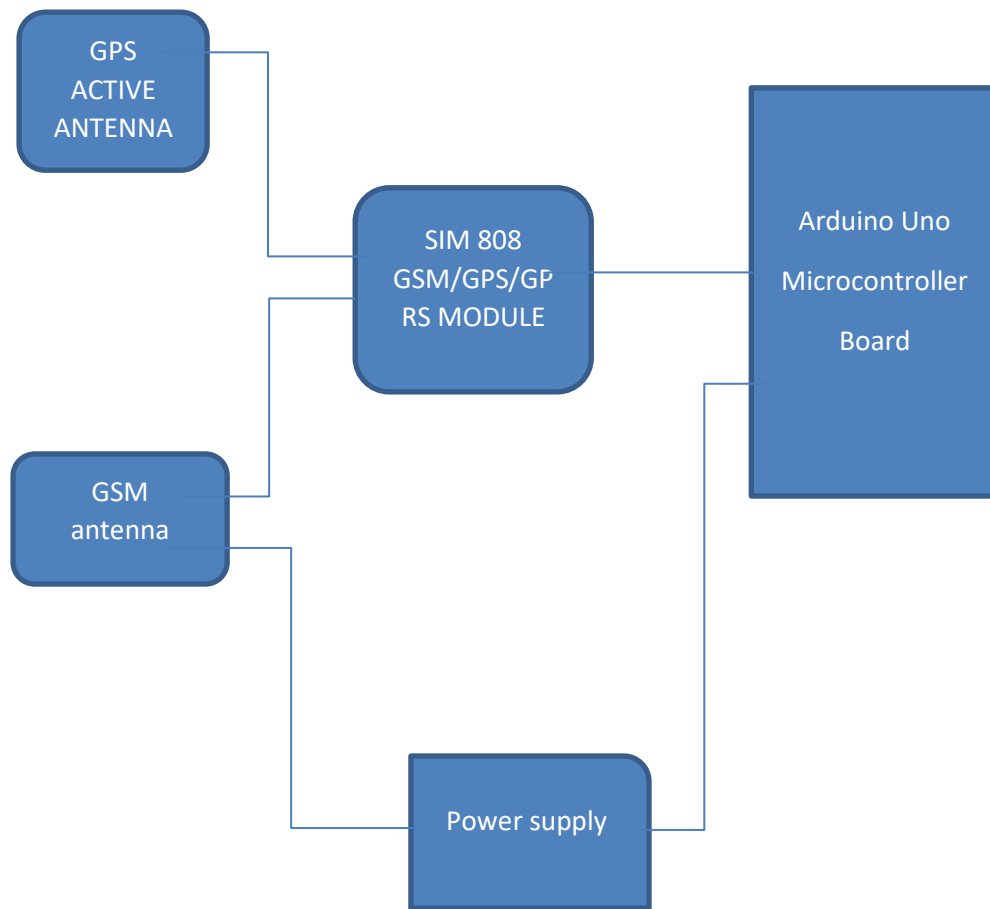 GPS
ACTIVE
ANTENNA
SIM 808
GSM/GPS/GP
RS MODULE
Arduino Uno
Microcontroller
Board
GSM
antenna
Power supply